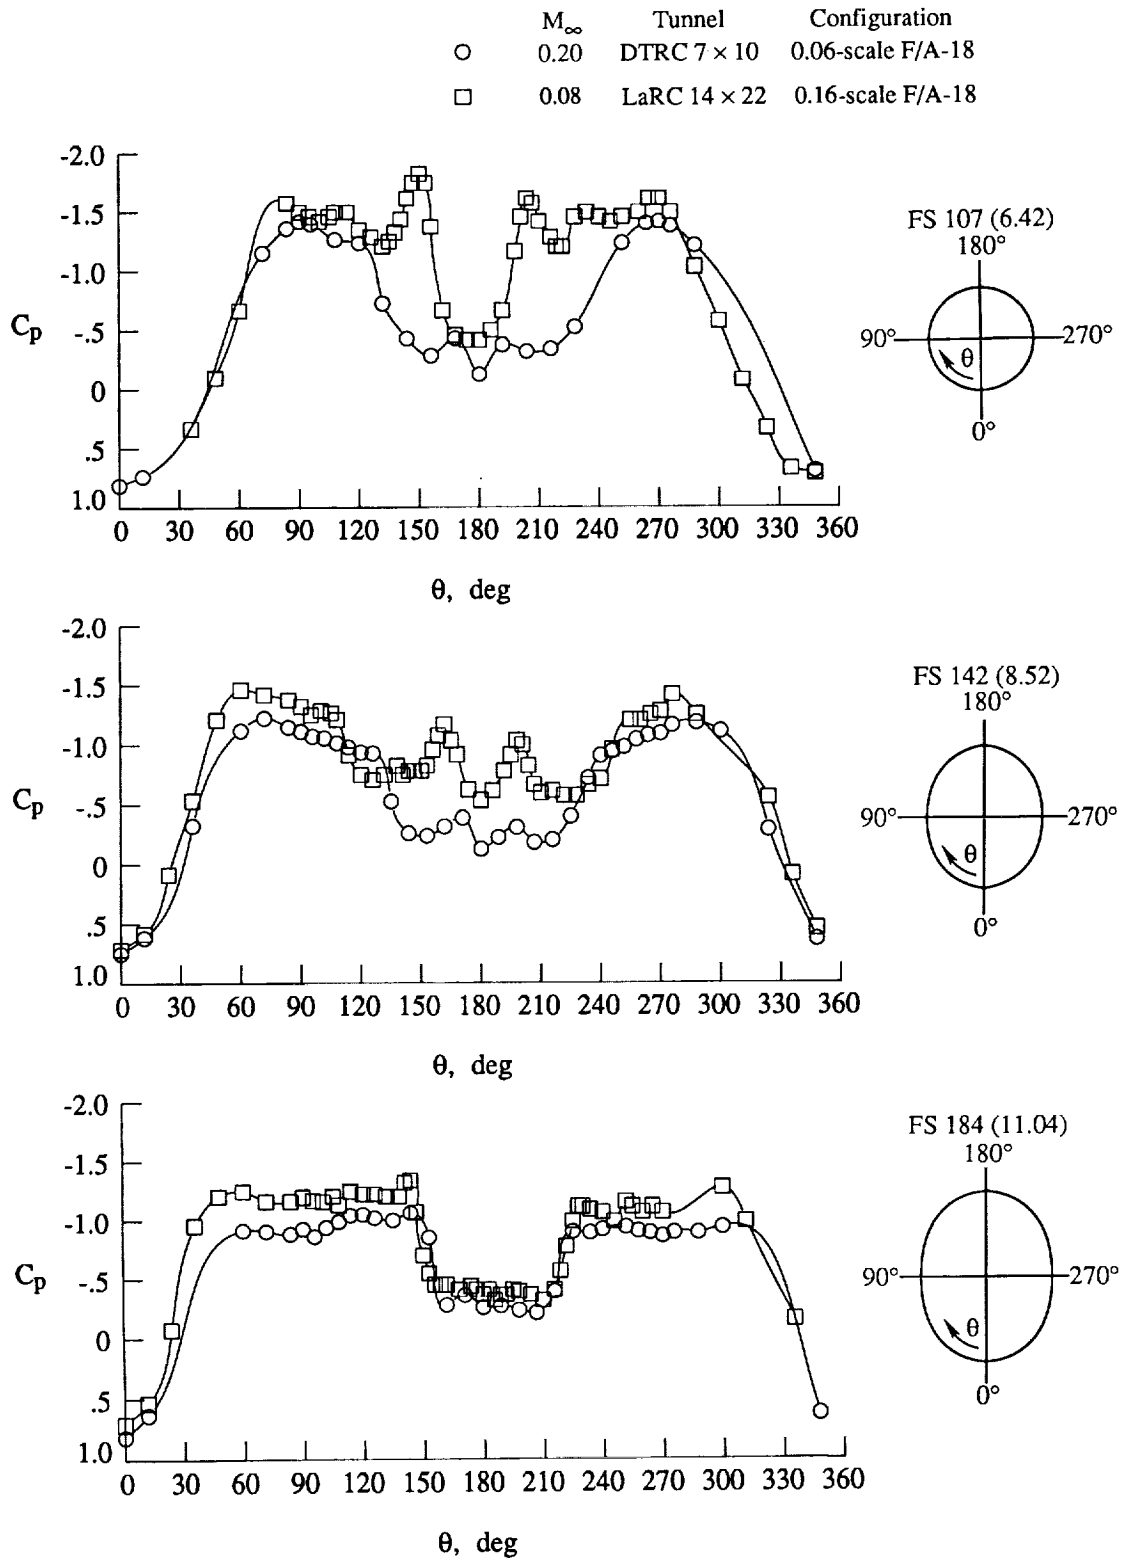 M∞ Tunnel Configuration
0.20 DTRC 7 × 10 0.06-scale F/A-18
0.08 LaRC 14 × 22 0.16-scale F/A-18
-2.0
-1.5
-1.0
-.5
0
.5
1.0
Cp
0 30 60 90 120 150 180 210 240 270 300 330 360
θ, deg
FS 107 (6.42)
180°
90° 270°
θ
0°
-2.0
-1.5
-1.0
-.5
0
.5
1.0
Cp
0 30 60 90 120 150 180 210 240 270 300 330 360
θ, deg
FS 142 (8.52)
180°
90° 270°
θ
0°
-2.0
-1.5
-1.0
-.5
0
.5
1.0
Cp
0 30 60 90 120 150 180 210 240 270 300 330 360
θ, deg
FS 184 (11.04)
180°
90° 270°
θ
0°